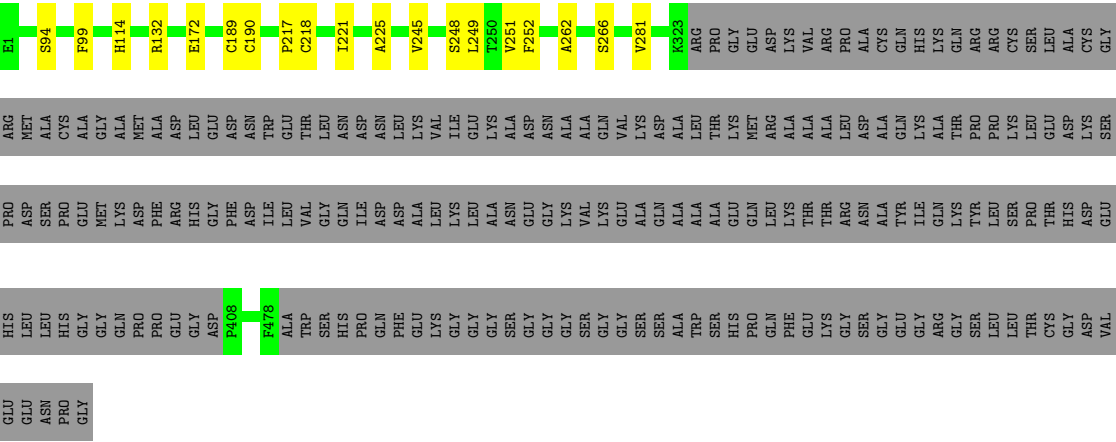 E1 S94 F99 H114 R132 E172 C189 C190 P217 C218 I221 A225 V245 S248 L249 T250 V251 F252 A262 S266 V281 K323 ARG PRO GLY GLU ASP LYS VAL ARG PRO ALA CYS GLN HIS LYS GLN ARG ARG CYS SER LEU ALA CYS GLY
ARG MET ALA CYS ALA GLY ALA MET ALA ASP LEU GLU ASP ASN TRP GLU THR LEU ASN ASP ASN LEU LYS VAL ILE GLU LYS ALA ASP ASN ALA ALA GLN VAL LYS ASP ALA LEU THR LYS MET ARG ALA ALA ALA LEU ASP ALA GLN LYS ALA THR PRO PRO LYS LEU GLU ASP LYS SER
PRO ASP SER PRO GLU MET LYS ASP PHE ARG HIS GLY PHE ASP ILE LEU VAL GLY GLN ILE ASP ASP ALA LEU LYS LEU ALA ASN GLU GLY LYS VAL LYS GLU ALA GLN ALA ALA ALA GLU GLN LEU LYS THR THR ARG ASN ALA TYR ILE GLN LYS TYR LEU SER PRO THR HIS ASP GLU
HIS LEU LEU HIS GLY GLY GLN PRO PRO GLU GLY ASP P408 F478 ALA TRP SER HIS PRO GLN PHE GLU LYS GLY GLY GLY SER GLY GLY GLY SER GLY GLY SER SER ALA TRP SER HIS PRO GLN PHE GLU LYS GLY SER GLY GLU GLY ARG GLY SER LEU LEU THR CYS GLY ASP VAL
GLU GLU ASN PRO GLY